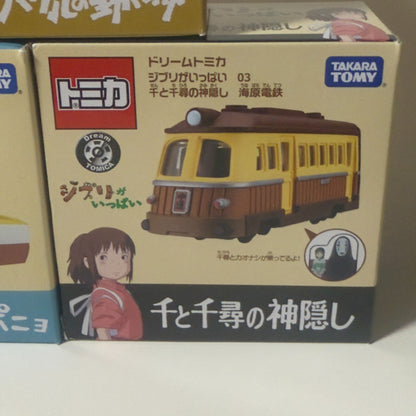 トミカ
Dream
TOMICA
ジブリが
いっぱい
ドリームトミカ
ジブリがいっぱい 03
千と千尋の神隠し 海原電鉄
TAKARA
TOMY
千尋とカオナシが乗ってるよ!
千と千尋の神隠し
ポニョ